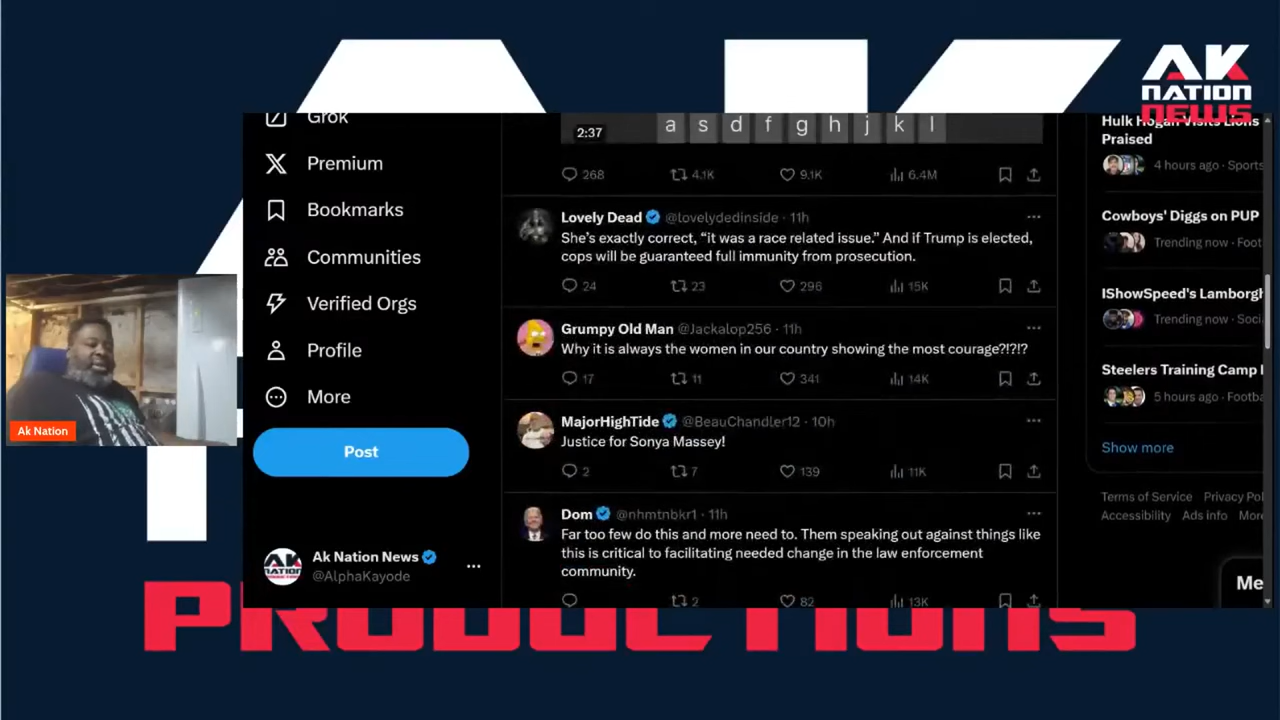 AK
NATION
NEWS
Grok
Premium
Bookmarks
Communities
Verified Orgs
Profile
More
Post
Ak Nation News
@AlphaKayode
Ak Nation
2:37
a s d f g h j k l
268 4.1K 9.1K 6.4M
Lovely Dead @lovelydedinside · 11h
She's exactly correct, “it was a race related issue.” And if Trump is elected,
cops will be guaranteed full immunity from prosecution.
24 23 296 15K
Grumpy Old Man @Jackalop256 · 11h
Why it is always the women in our country showing the most courage?!?!?
17 11 341 14K
MajorHighTide @BeauChandler12 · 10h
Justice for Sonya Massey!
2 7 139 11K
Dom @nhmtnbkr1 · 11h
Far too few do this and more need to. Them speaking out against things like
this is critical to facilitating needed change in the law enforcement
community.
2 82 13K
Hulk Hogan Visits Lions
Praised
4 hours ago · Sports
Cowboys' Diggs on PUP
Trending now · Foot
IShowSpeed's Lamborgh
Trending now · Soci
Steelers Training Camp
5 hours ago · Footba
Show more
Terms of Service Privacy Pol
Accessibility Ads info More
Me
PRODUCTIONS